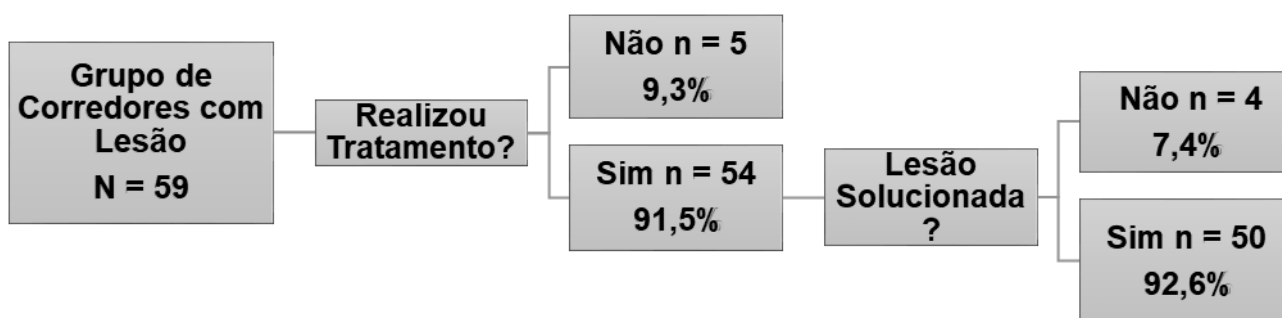 Grupo de
Corredores com
Lesão
N = 59
Realizou
Tratamento?
Não n = 5
9,3%
Sim n = 54
91,5%
Lesão
Solucionada
?
Não n = 4
7,4%
Sim n = 50
92,6%